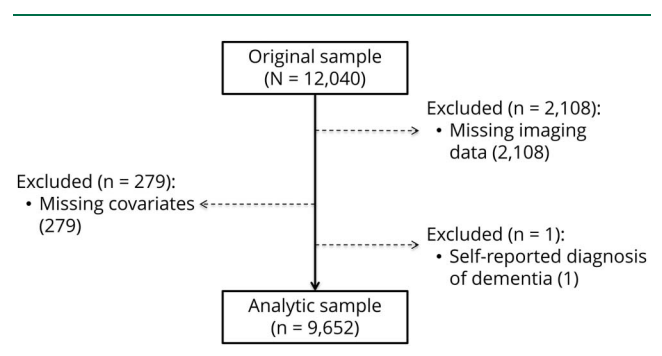 Original sample
(N = 12,040)
Excluded (n = 2,108):
• Missing imaging
data (2,108)
Excluded (n = 279):
• Missing covariates
(279)
Excluded (n = 1):
• Self-reported diagnosis
of dementia (1)
Analytic sample
(n = 9,652)